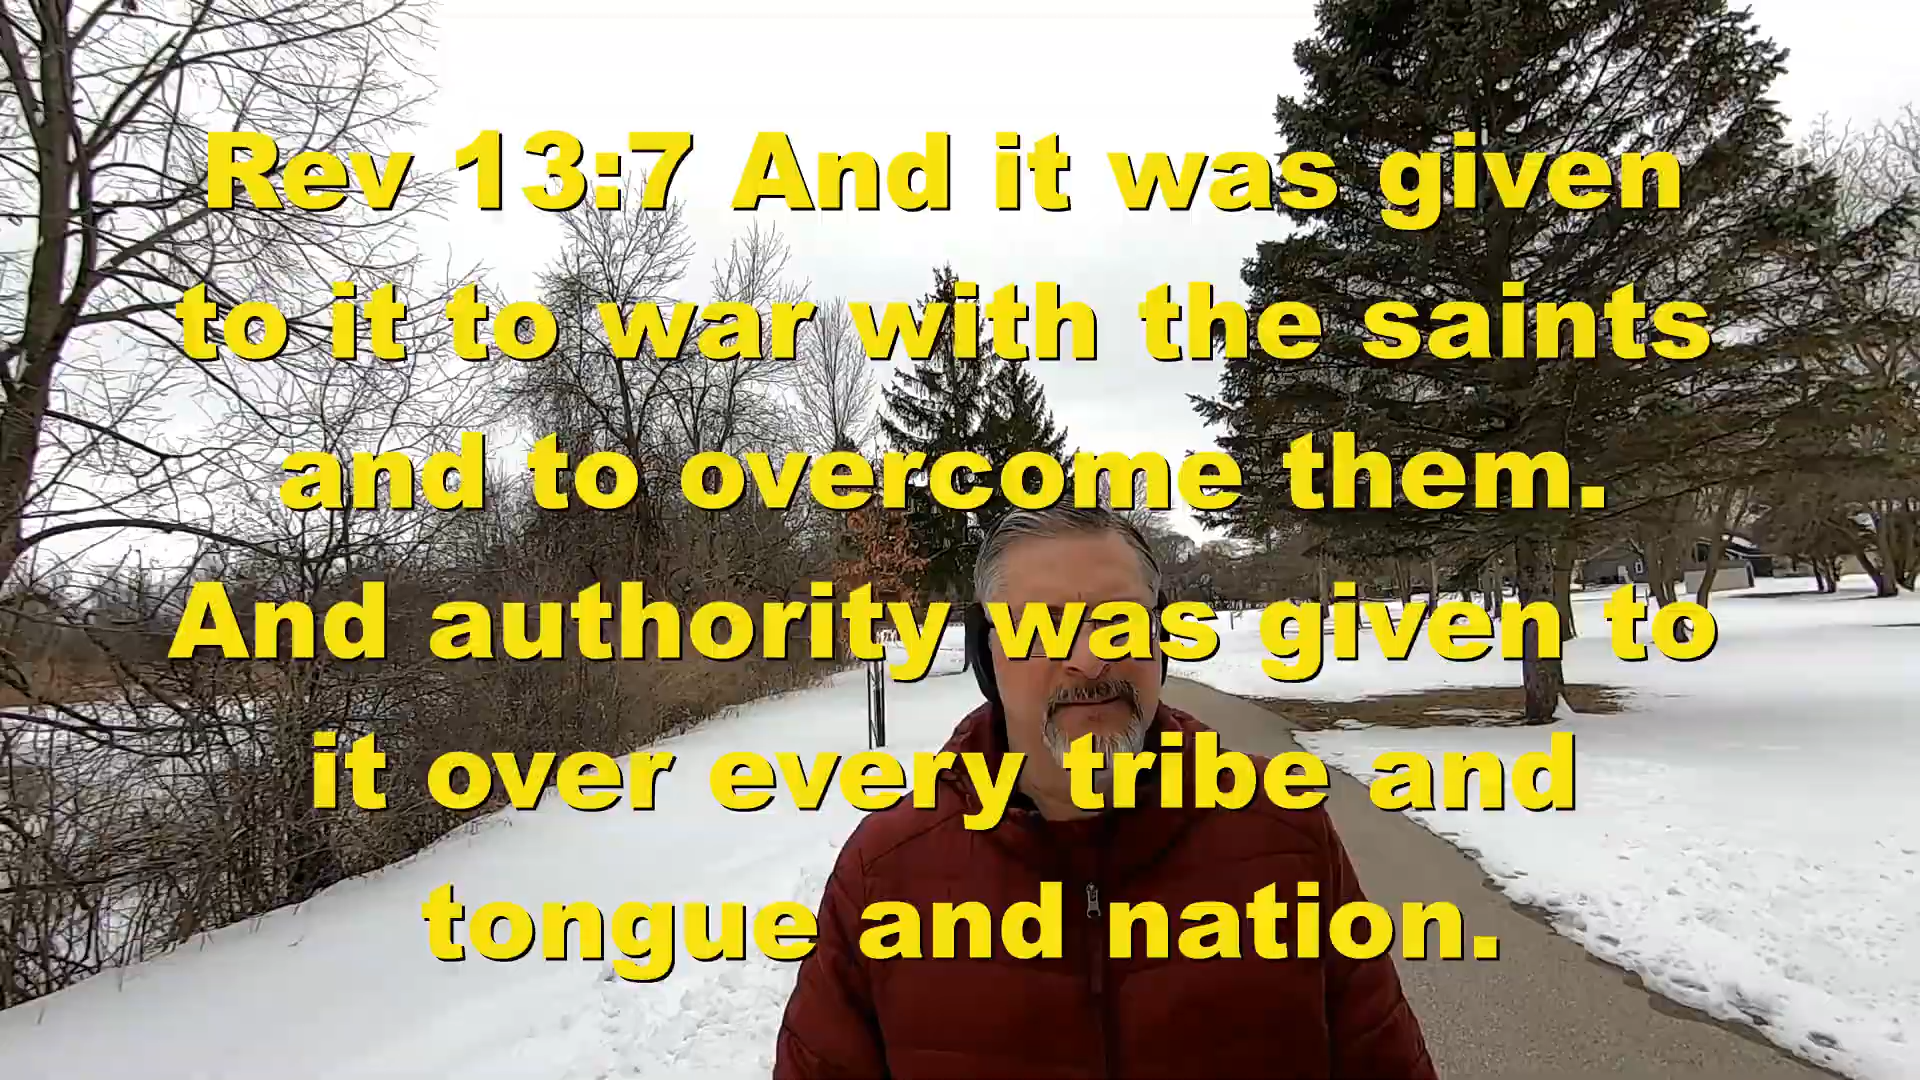 Rev 13:7 And it was given
to it to war with the saints
and to overcome them.
And authority was given to
it over every tribe and
tongue and nation.